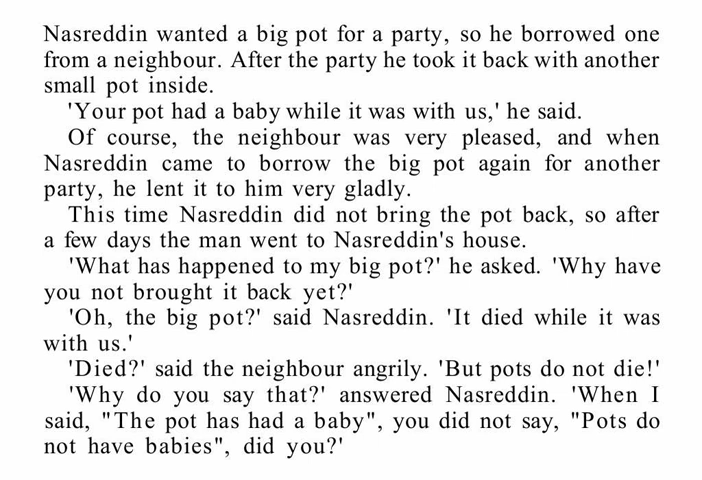 Nasreddin wanted a big pot for a party, so he borrowed one
from a neighbour. After the party he took it back with another
small pot inside.
'Your pot had a baby while it was with us,' he said.
Of course, the neighbour was very pleased, and when
Nasreddin came to borrow the big pot again for another
party, he lent it to him very gladly.
This time Nasreddin did not bring the pot back, so after
a few days the man went to Nasreddin's house.
'What has happened to my big pot?' he asked. 'Why have
you not brought it back yet?'
'Oh, the big pot?' said Nasreddin. 'It died while it was
with us.'
'Died?' said the neighbour angrily. 'But pots do not die!'
'Why do you say that?' answered Nasreddin. 'When I
said, "The pot has had a baby", you did not say, "Pots do
not have babies", did you?'